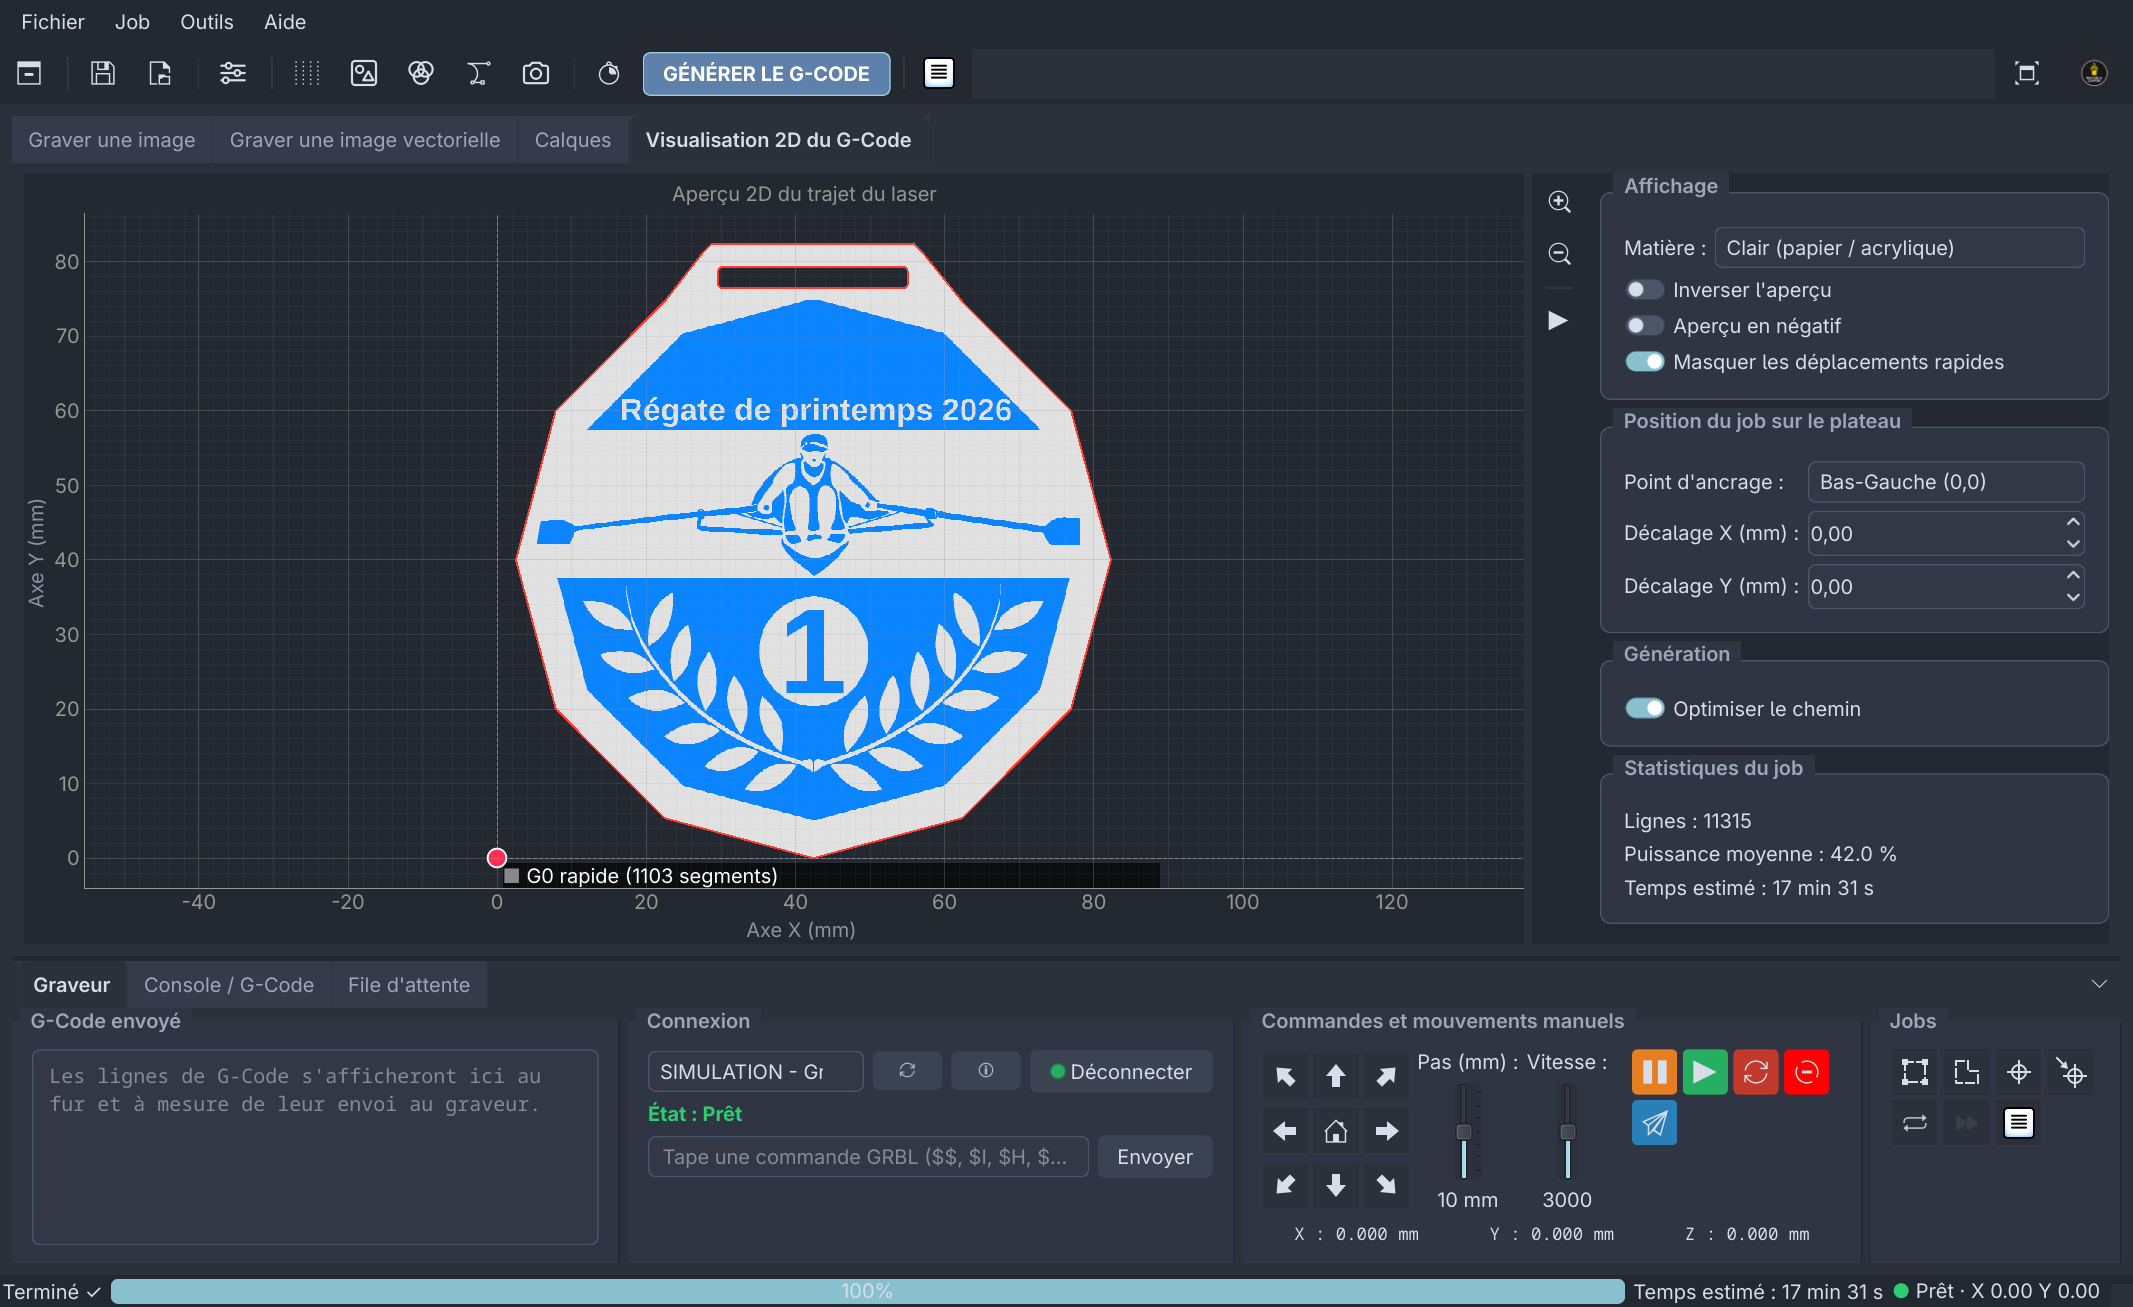 Fichier Job Outils Aide
GÉNÉRER LE G-CODE
Graver une image Graver une image vectorielle Calques Visualisation 2D du G-Code
Aperçu 2D du trajet du laser
Axe Y (mm)
80
70
60
50
40
30
20
10
0
Régate de printemps 2026
1
G0 rapide (1103 segments)
-40 -20 0 20 40 60 80 100 120
Axe X (mm)
Affichage
Matière : Clair (papier / acrylique)
Inverser l'aperçu
Aperçu en négatif
Masquer les déplacements rapides
Position du job sur le plateau
Point d'ancrage : Bas-Gauche (0,0)
Décalage X (mm) : 0,00
Décalage Y (mm) : 0,00
Génération
Optimiser le chemin
Statistiques du job
Lignes : 11315
Puissance moyenne : 42.0 %
Temps estimé : 17 min 31 s
Graveur Console / G-Code File d'attente
G-Code envoyé
Les lignes de G-Code s'afficheront ici au
fur et à mesure de leur envoi au graveur.
Connexion
SIMULATION - Gr Déconnecter
État : Prêt
Tape une commande GRBL ($$, $I, $H, $... Envoyer
Commandes et mouvements manuels
Pas (mm) : Vitesse :
10 mm 3000
X : 0.000 mm Y : 0.000 mm Z : 0.000 mm
Jobs
Terminé ✓ 100% Temps estimé : 17 min 31 s Prêt · X 0.00 Y 0.00